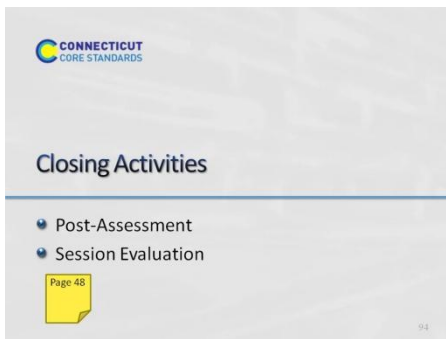 CONNECTICUT
CORE STANDARDS
Closing Activities
Post-Assessment
Session Evaluation
Page 48
94